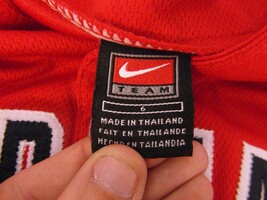 TEAM
6
MADE IN THAILAND
FAIT EN THAILANDE
HECHO EN TAILANDIA